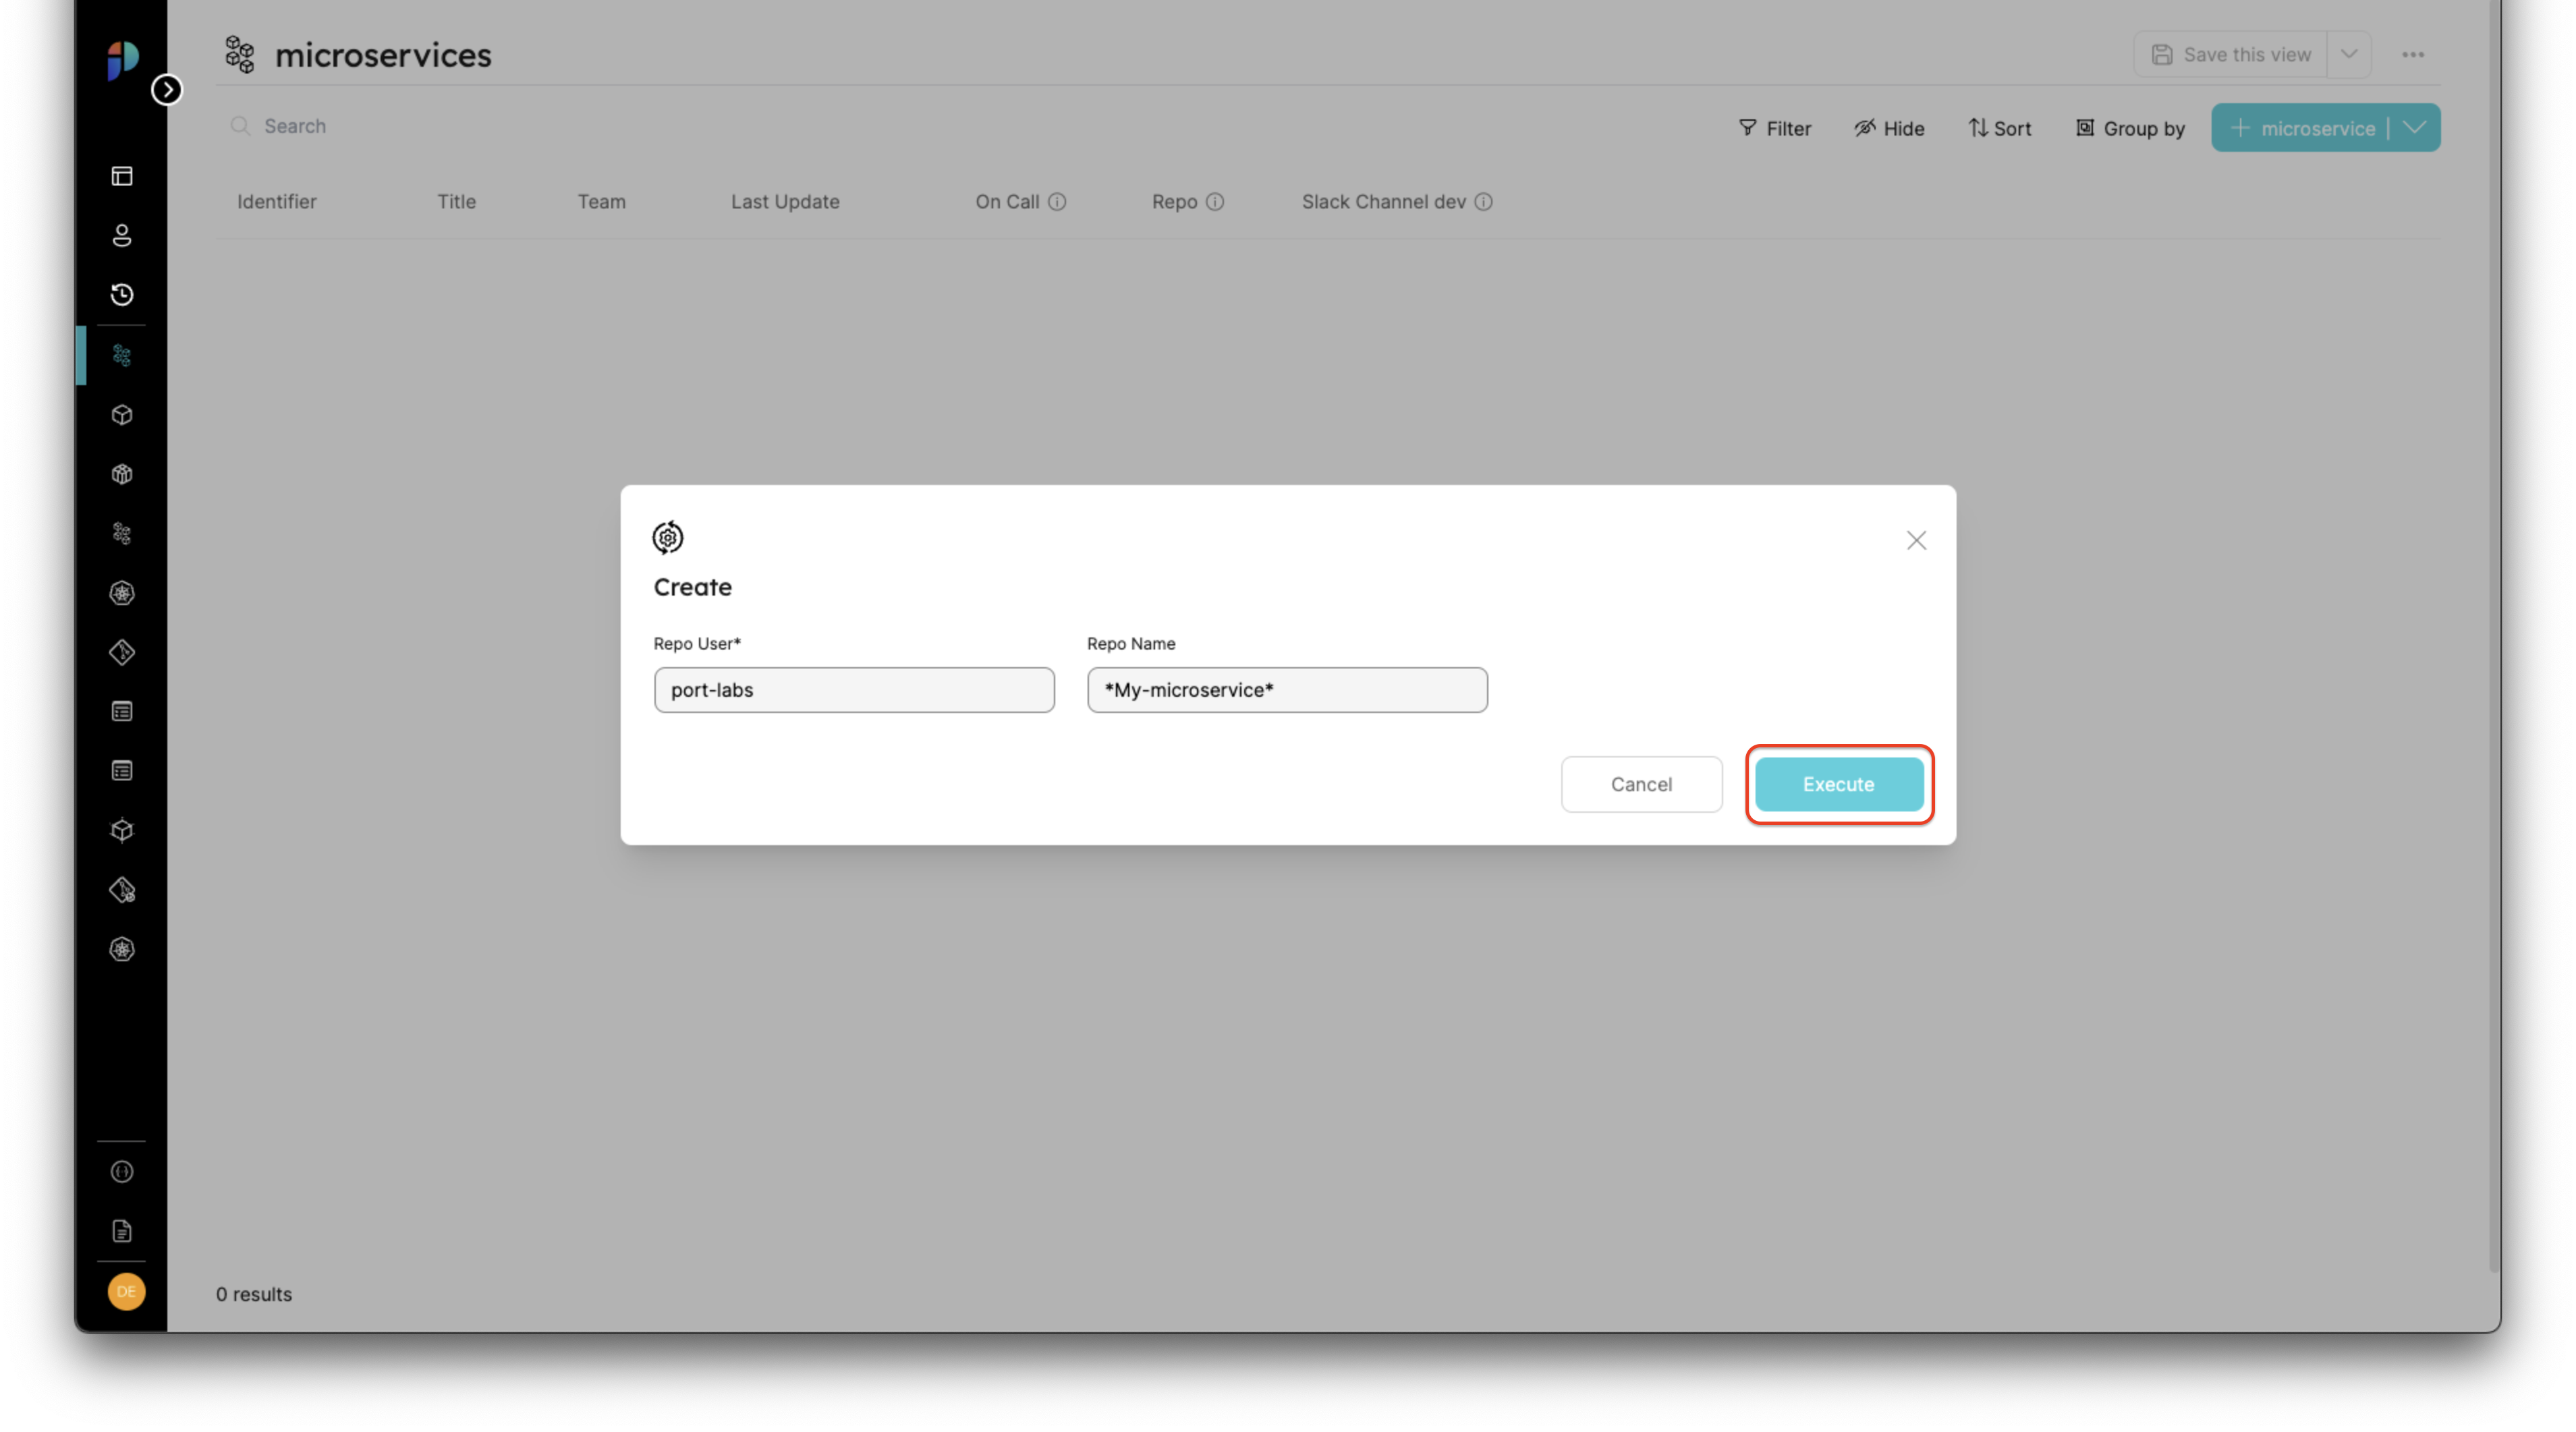 microservices
Save this view
Search
Filter Hide Sort Group by + microservice
Identifier Title Team Last Update On Call Repo Slack Channel dev
Create
Repo User* Repo Name
port-labs *My-microservice*
Cancel Execute
0 results
DE